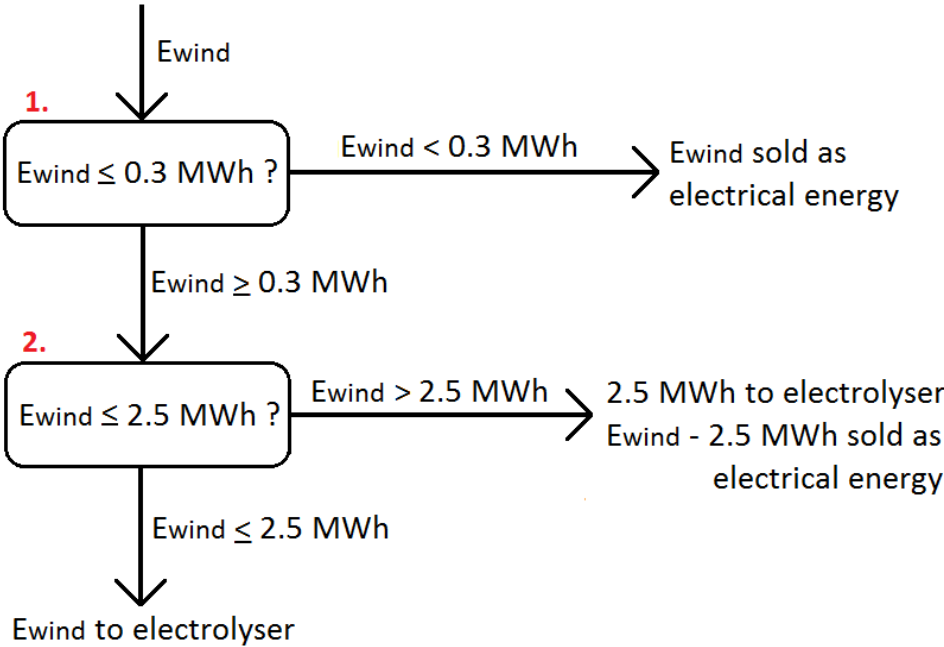 Ewind
1.
Ewind ≤ 0.3 MWh ?
Ewind < 0.3 MWh
Ewind sold as
electrical energy
Ewind ≥ 0.3 MWh
2.
Ewind ≤ 2.5 MWh ?
Ewind > 2.5 MWh
2.5 MWh to electrolyser
Ewind - 2.5 MWh sold as
electrical energy
Ewind ≤ 2.5 MWh
Ewind to electrolyser